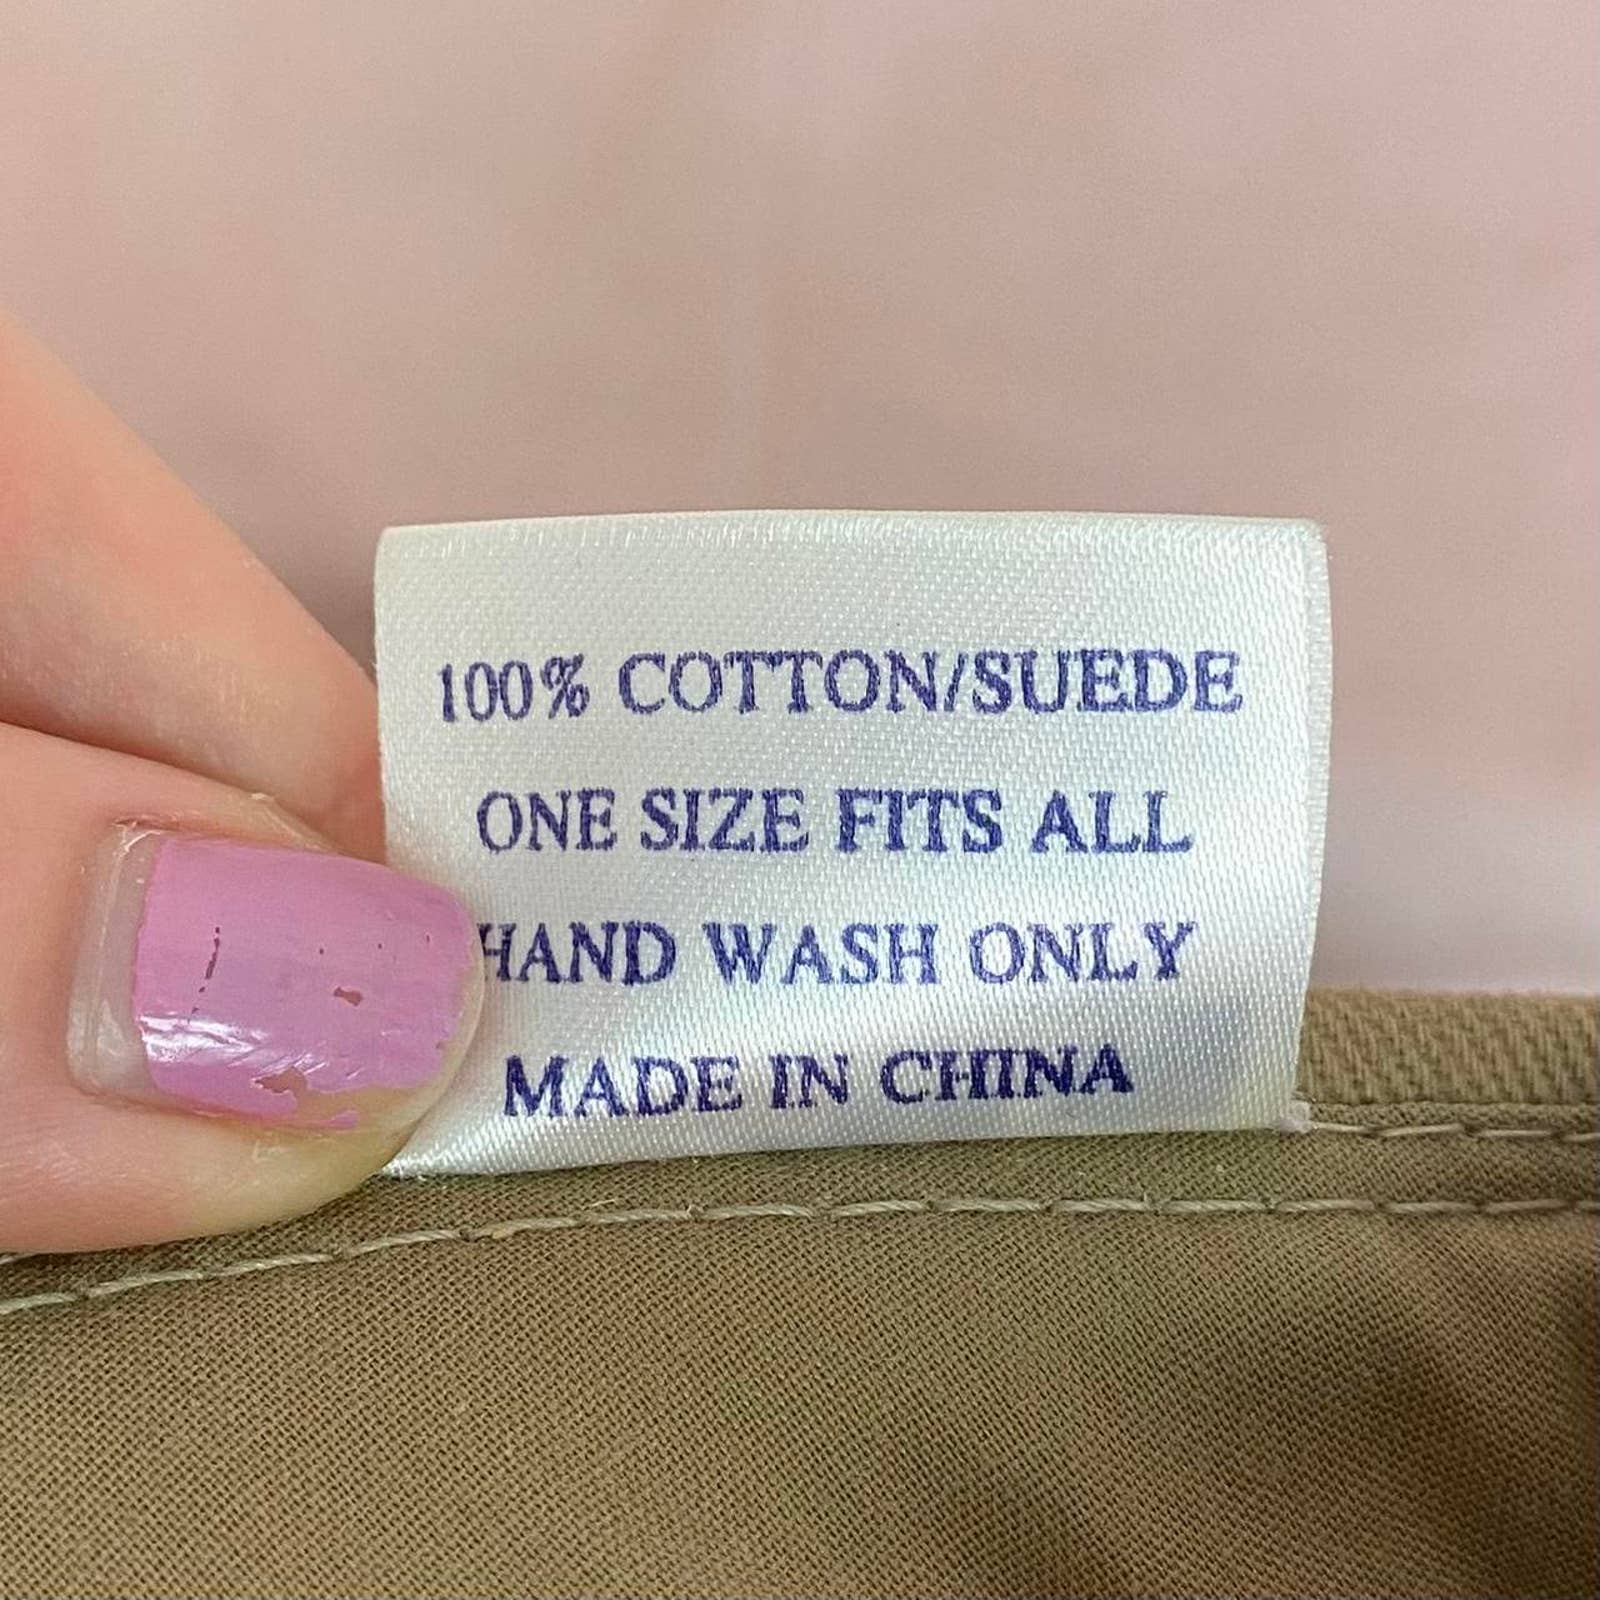 100% COTTON/SUEDE
ONE SIZE FITS ALL
HAND WASH ONLY
MADE IN CHINA